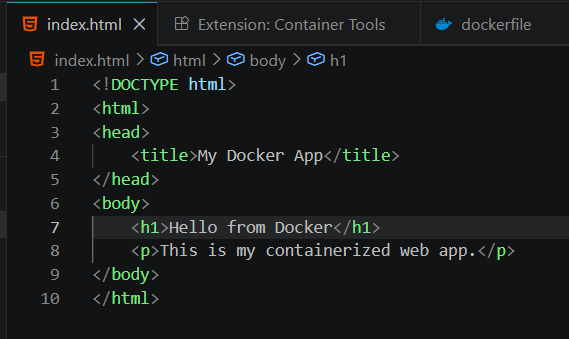 index.html
Extension: Container Tools
dockerfile
index.html > html > body > h1
1 <!DOCTYPE html>
2 <html>
3 <head>
4     <title>My Docker App</title>
5 </head>
6 <body>
7     <h1>Hello from Docker</h1>
8     <p>This is my containerized web app.</p>
9 </body>
10 </html>